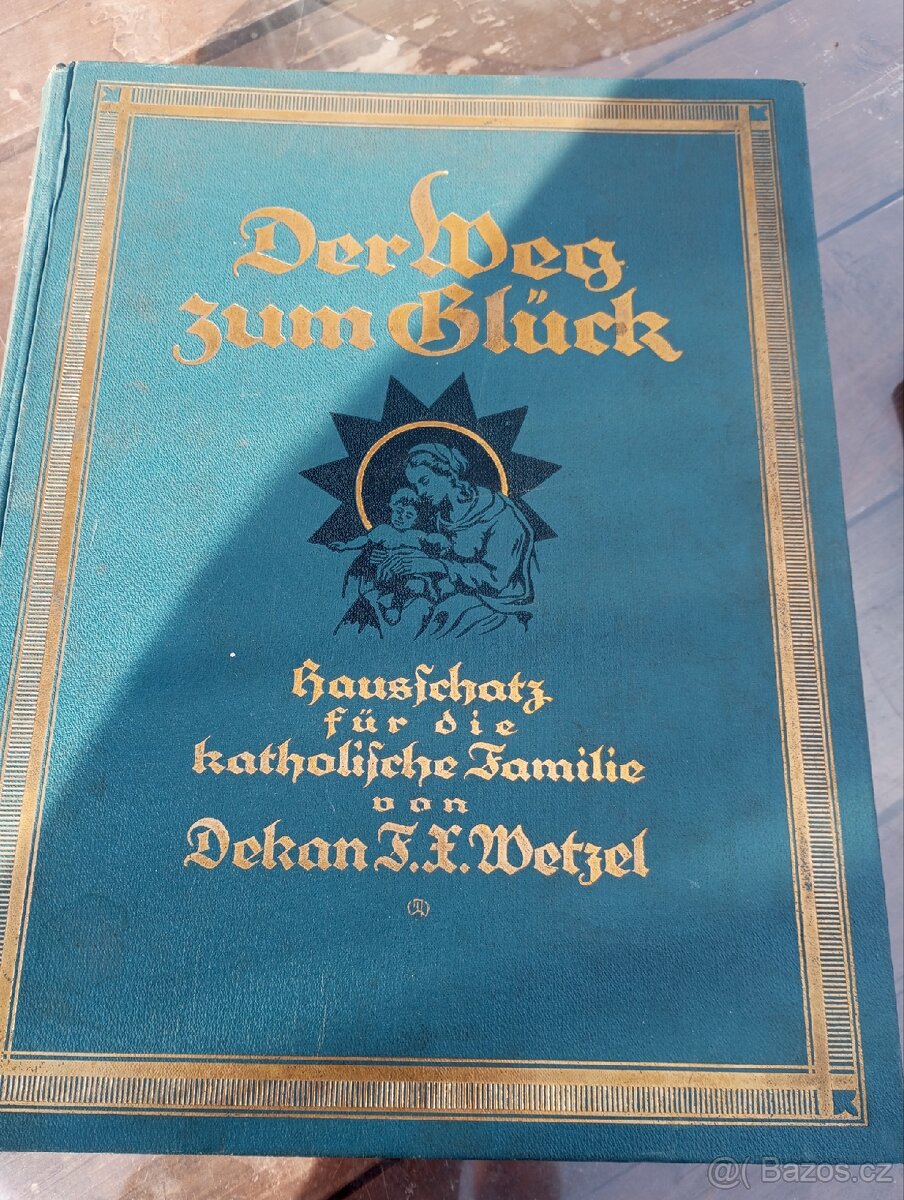 Der Weg
zum Glück
Hausſchatz
für die
katholiſche Familie
von
Dekan F. X. Wetzel
@( Bazos.cz